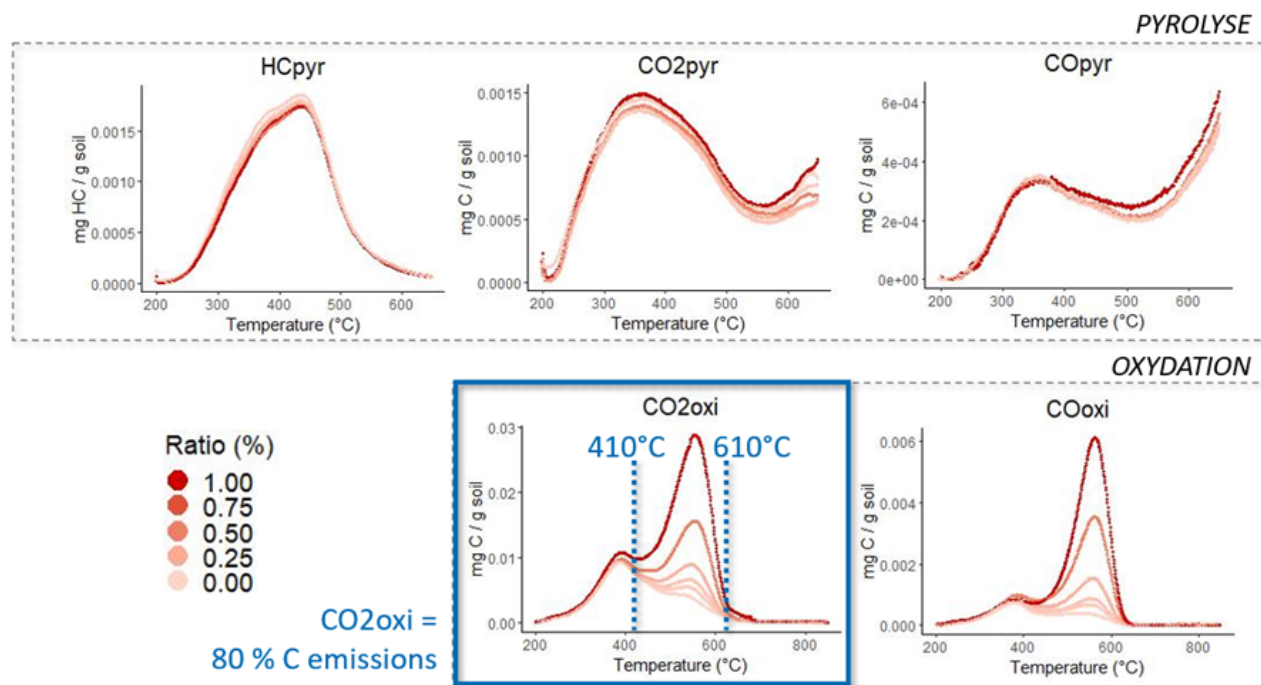 PYROLYSE
HCpyr
mg HC / g soil
0.0015
0.0010
0.0005
0.0000
200 300 400 500 600
Temperature (°C)
CO2pyr
mg C / g soil
0.0015
0.0010
0.0005
0.0000
200 300 400 500 600
Temperature (°C)
COpyr
mg C / g soil
6e-04
4e-04
2e-04
0e+00
200 300 400 500 600
Temperature (°C)
OXYDATION
Ratio (%)
1.00
0.75
0.50
0.25
0.00
CO2oxi =
80 % C emissions
CO2oxi
410°C 610°C
mg C / g soil
0.03
0.02
0.01
0.00
200 400 600 800
Temperature (°C)
COoxi
mg C / g soil
0.006
0.004
0.002
0.000
200 400 600 800
Temperature (°C)